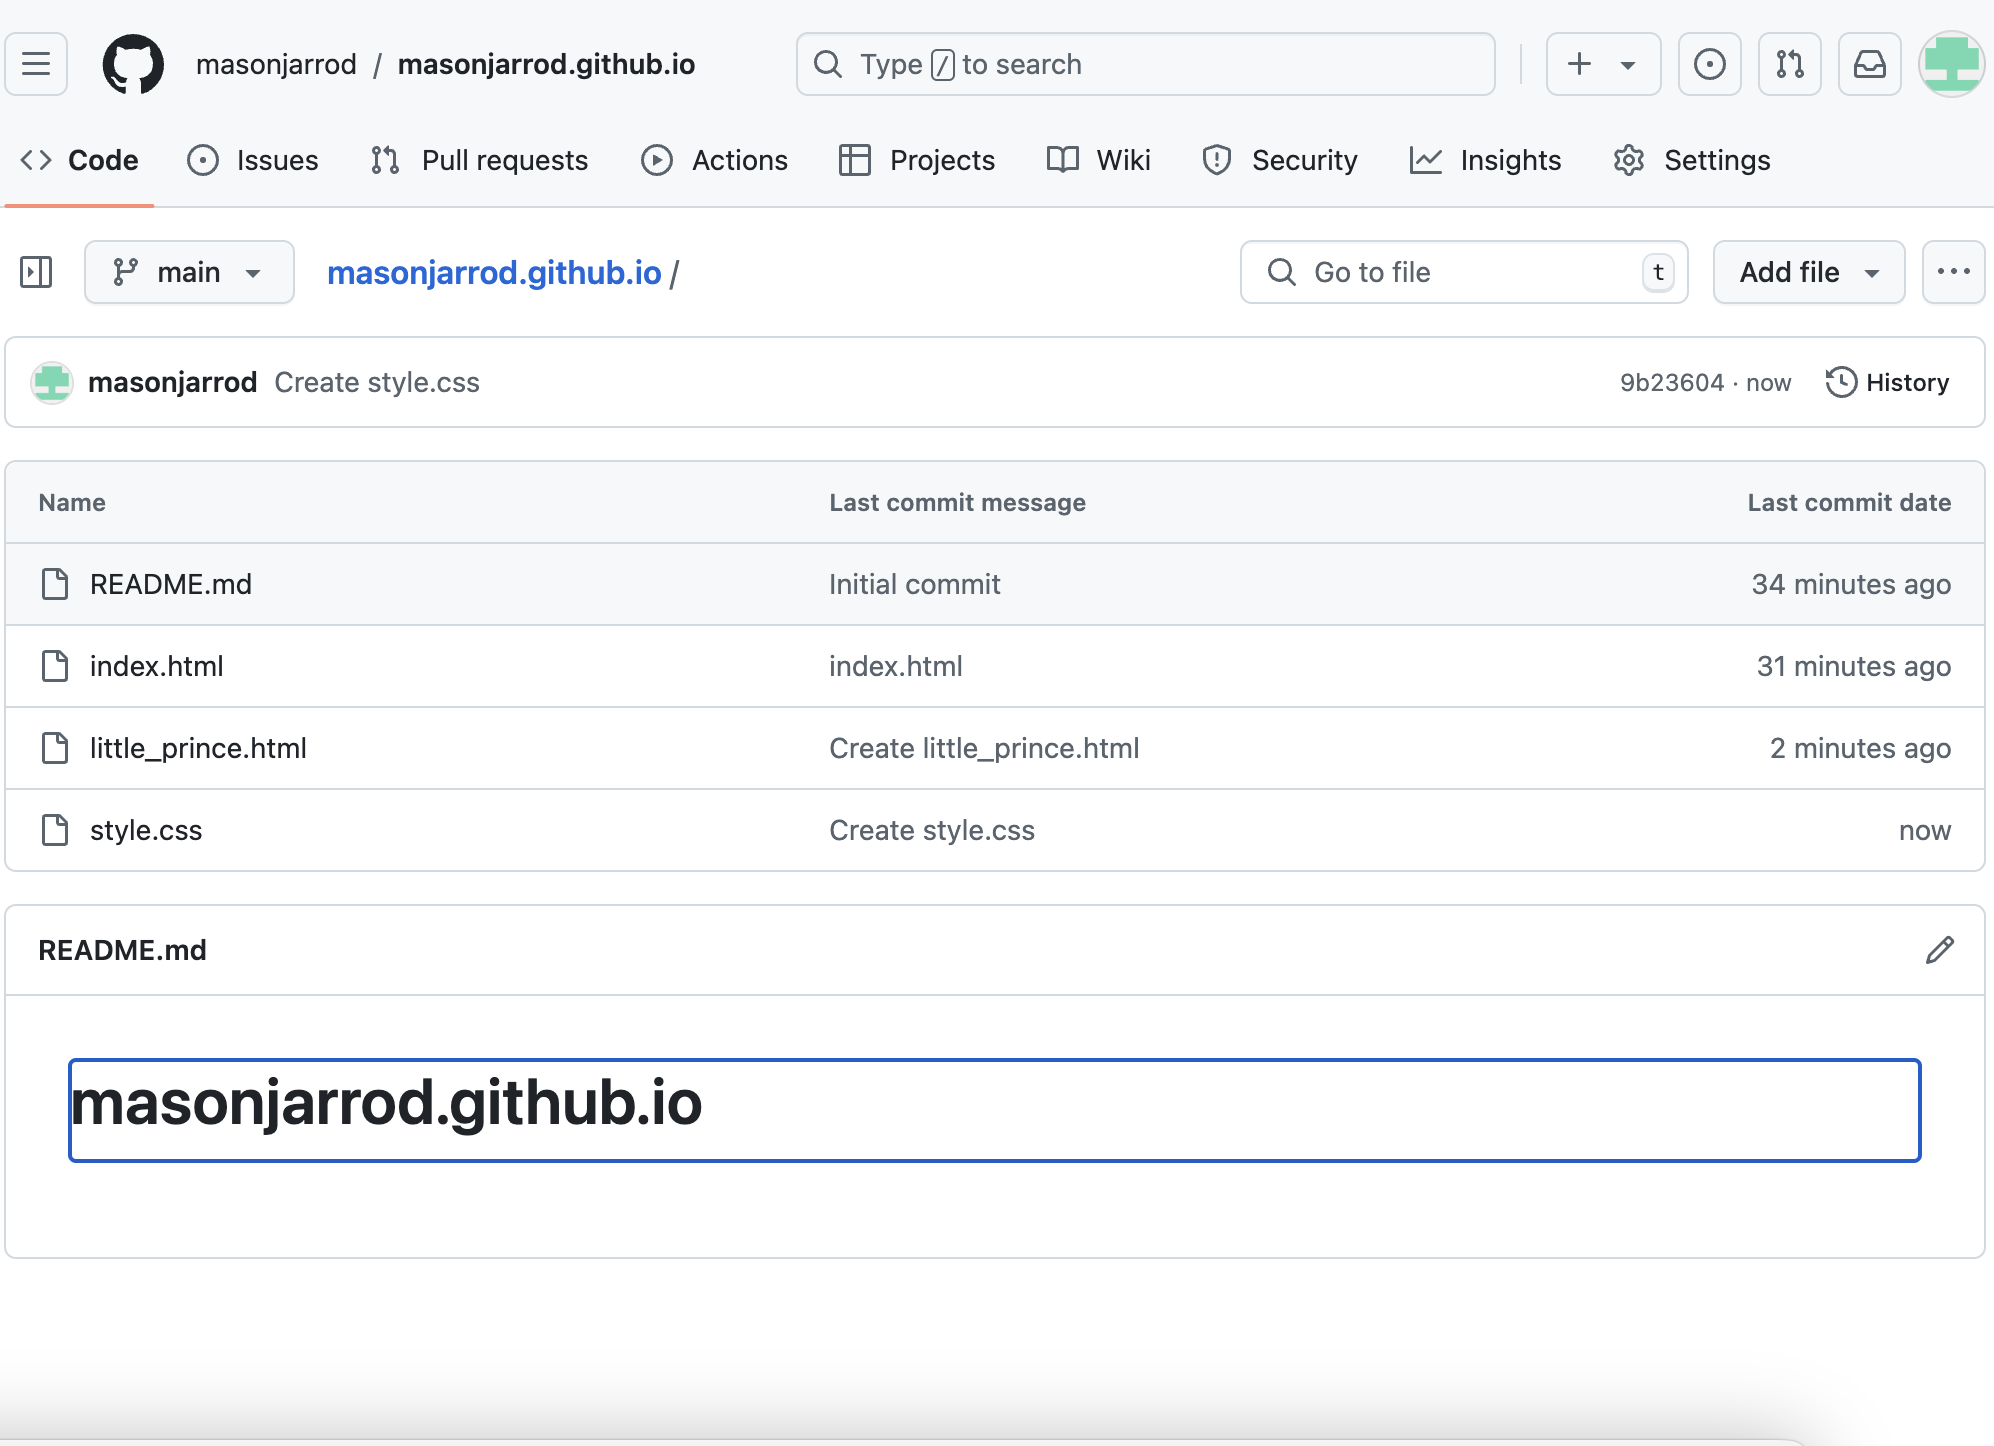 masonjarrod / masonjarrod.github.io Type / to search
Code Issues Pull requests Actions Projects Wiki Security Insights Settings
main masonjarrod.github.io / Go to file t Add file
masonjarrod Create style.css 9b23604 · now History
Name Last commit message Last commit date
README.md Initial commit 34 minutes ago
index.html index.html 31 minutes ago
little_prince.html Create little_prince.html 2 minutes ago
style.css Create style.css now
README.md
masonjarrod.github.io